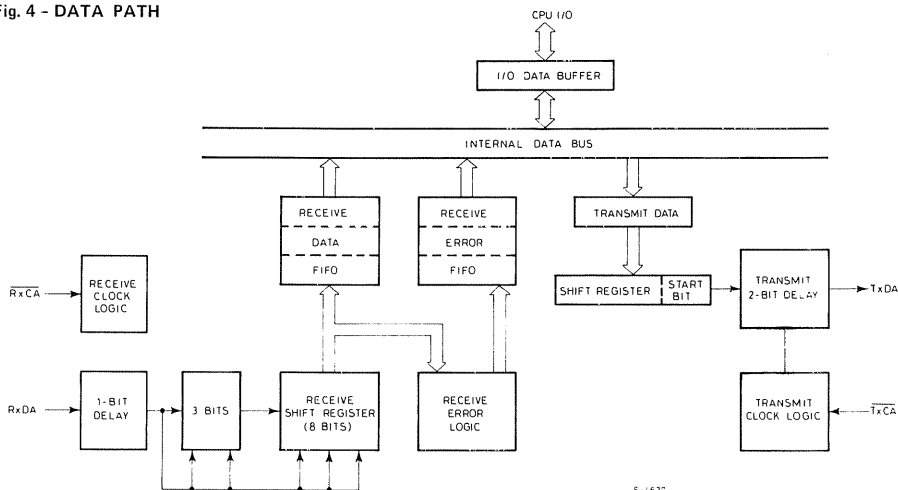 Fig. 4 - DATA PATH
CPU I/O
I/O DATA BUFFER
INTERNAL DATA BUS
RECEIVE
DATA
FIFO
RECEIVE
ERROR
FIFO
TRANSMIT DATA
SHIFT REGISTER
START
BIT
TRANSMIT
2-BIT DELAY
TxDA
RxCA
RECEIVE
CLOCK
LOGIC
RxDA
1-BIT
DELAY
3 BITS
RECEIVE
SHIFT REGISTER
(8 BITS)
RECEIVE
ERROR
LOGIC
TRANSMIT
CLOCK LOGIC
TxCA